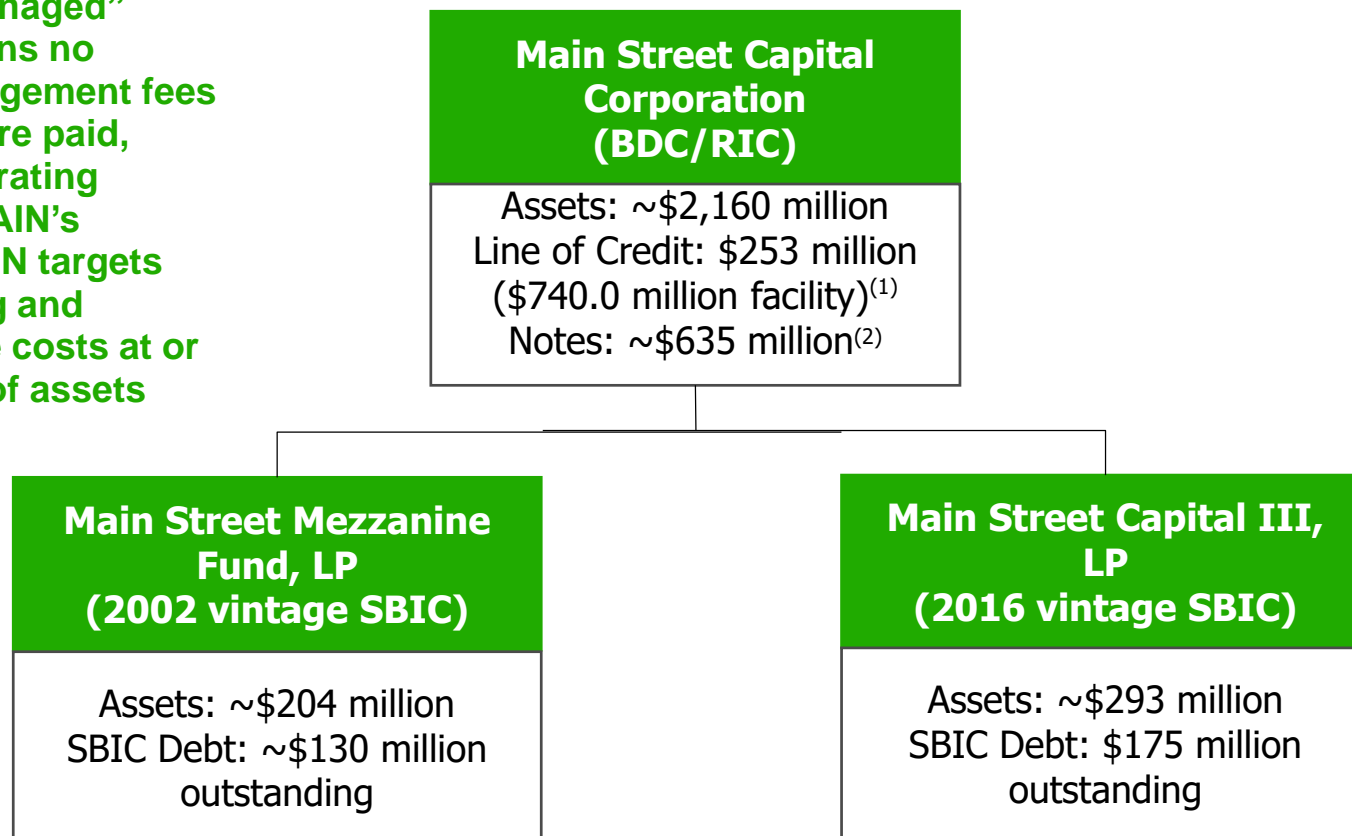 ns no
re paid,
rating
AIN's
N targets
g and
costs at or
of assets
Main Street Capital
Corporation
(BDC/RIC)
Assets: ~$2,160 million
Line of Credit: $253 million
($740.0 million facility)(1)
Notes: ~$635 million(2)
Main Street Mezzanine
Fund, LP
(2002 vintage SBIC)
Assets: ~$204 million
SBIC Debt: ~$130 million
outstanding
Main Street Capital III,
LP
(2016 vintage SBIC)
Assets: ~$293 million
SBIC Debt: $175 million
outstanding